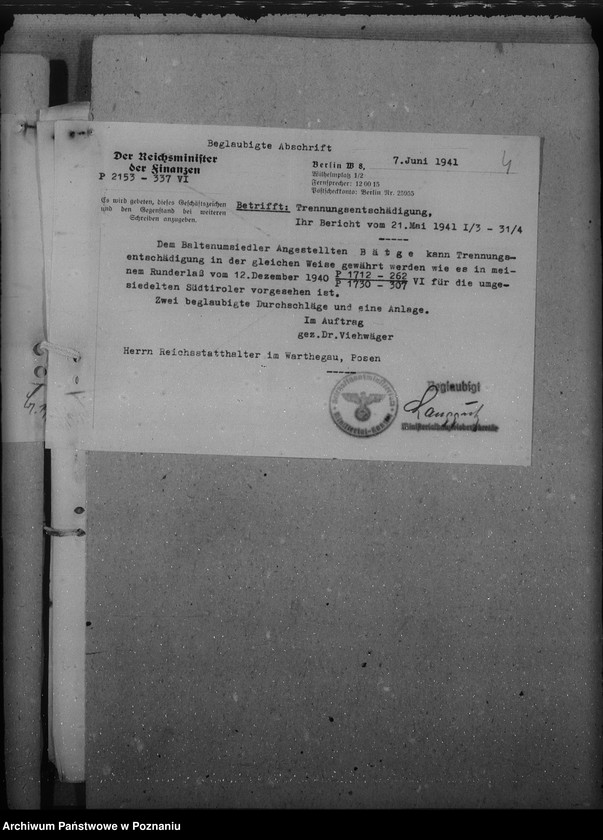 Beglaubigte Abschrift
4
Der Reichsminister
der Finanzen
P 2153 - 337 VI
Berlin W 8, 7. Juni 1941
Wilhelmplatz 1/2
Fernsprecher: 12 00 15
Postscheckkonto: Berlin Nr. 25955
Es wird gebeten, dieses Geschäftszeichen
und den Gegenstand bei weiteren
Schreiben anzugeben.
Betrifft: Trennungsentschädigung,
Ihr Bericht vom 21.Mai 1941 I/3 - 31/4
-----
Dem Baltenumsiedler Angestellten B ä t g e kann Trennungs-
entschädigung in der gleichen Weise gewährt werden wie es in mei-
nem Runderlaß vom 12.Dezember 1940 P 1712 - 262
P 1730 - 307 VI für die umge-
siedelten Südtiroler vorgesehen ist.
Zwei beglaubigte Durchschläge und eine Anlage.
Im Auftrag
gez.Dr.Viehwäger
Herrn Reichsstatthalter im Warthegau, Posen
-----
Reichsfinanzministerium
Ministerial-Kanzlei
Beglaubigt
Archiwum Państwowe w Poznaniu